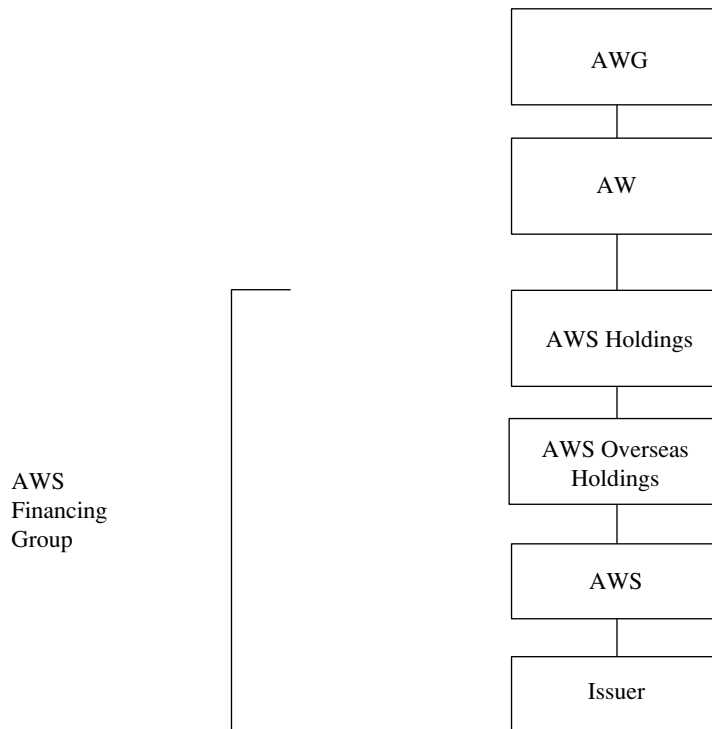 AWG
AW
AWS Holdings
AWS Overseas
Holdings
AWS
Financing
Group
AWS
Issuer